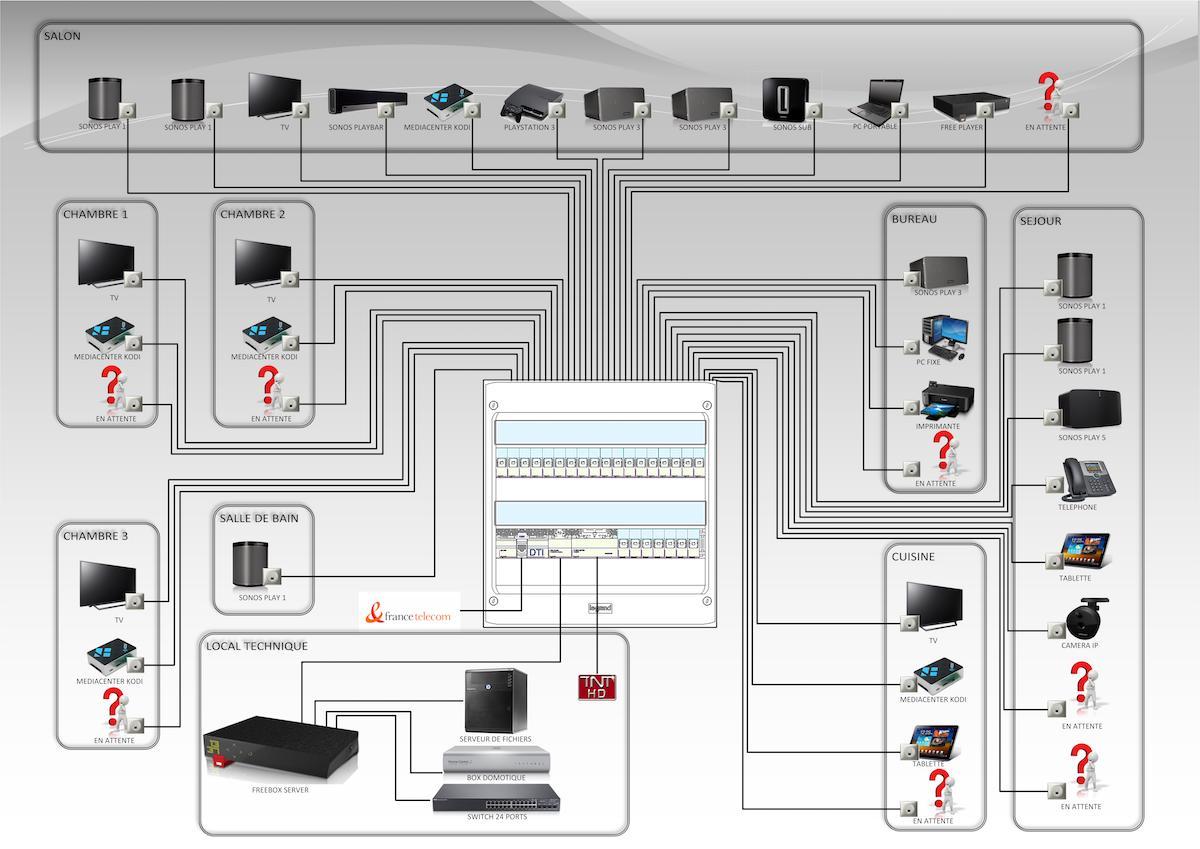 SALON
SONOS PLAY 1
SONOS PLAY 1
TV
SONOS PLAYBAR
MEDIACENTER KODI
PLAYSTATION 3
SONOS PLAY 3
SONOS PLAY 3
SONOS SUB
PC PORTABLE
FREE PLAYER
EN ATTENTE
CHAMBRE 1
TV
MEDIACENTER KODI
EN ATTENTE
CHAMBRE 2
TV
MEDIACENTER KODI
EN ATTENTE
BUREAU
SONOS PLAY 3
PC FIXE
IMPRIMANTE
EN ATTENTE
SEJOUR
SONOS PLAY 1
SONOS PLAY 1
SONOS PLAY 5
TELEPHONE
TABLETTE
CAMERA IP
EN ATTENTE
EN ATTENTE
CHAMBRE 3
TV
MEDIACENTER KODI
EN ATTENTE
SALLE DE BAIN
SONOS PLAY 1
DTI
legrand
francetelecom
CUISINE
TV
MEDIACENTER KODI
TABLETTE
EN ATTENTE
LOCAL TECHNIQUE
FREEBOX SERVER
SERVEUR DE FICHIERS
BOX DOMOTIQUE
SWITCH 24 PORTS
TNT
HD